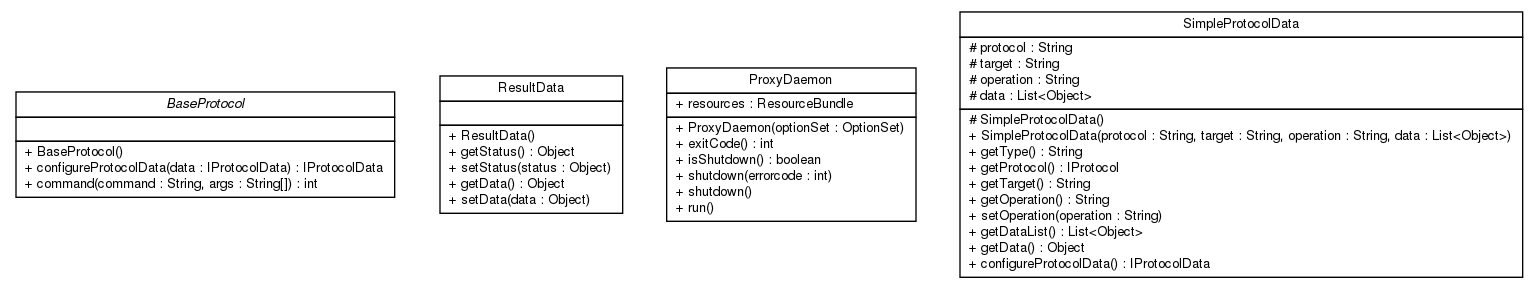 BaseProtocol
+ BaseProtocol()
+ configureProtocolData(data : IProtocolData) : IProtocolData
+ command(command : String, args : String[]) : int
ResultData
+ ResultData()
+ getStatus() : Object
+ setStatus(status : Object)
+ getData() : Object
+ setData(data : Object)
ProxyDaemon
+ resources : ResourceBundle
+ ProxyDaemon(optionSet : OptionSet)
+ exitCode() : int
+ isShutdown() : boolean
+ shutdown(errorcode : int)
+ shutdown()
+ run()
SimpleProtocolData
# protocol : String
# target : String
# operation : String
# data : List<Object>
# SimpleProtocolData()
+ SimpleProtocolData(prtocol : String, target : String, operation : String, data : List<Object>)
+ getType() : String
+ getProtocol() : IProtocol
+ getTarget() : String
+ getOperation() : String
+ setOperation(operation : String)
+ getDataList() : List<Object>
+ getData() : Object
+ configureProtocolData() : IProtocolData